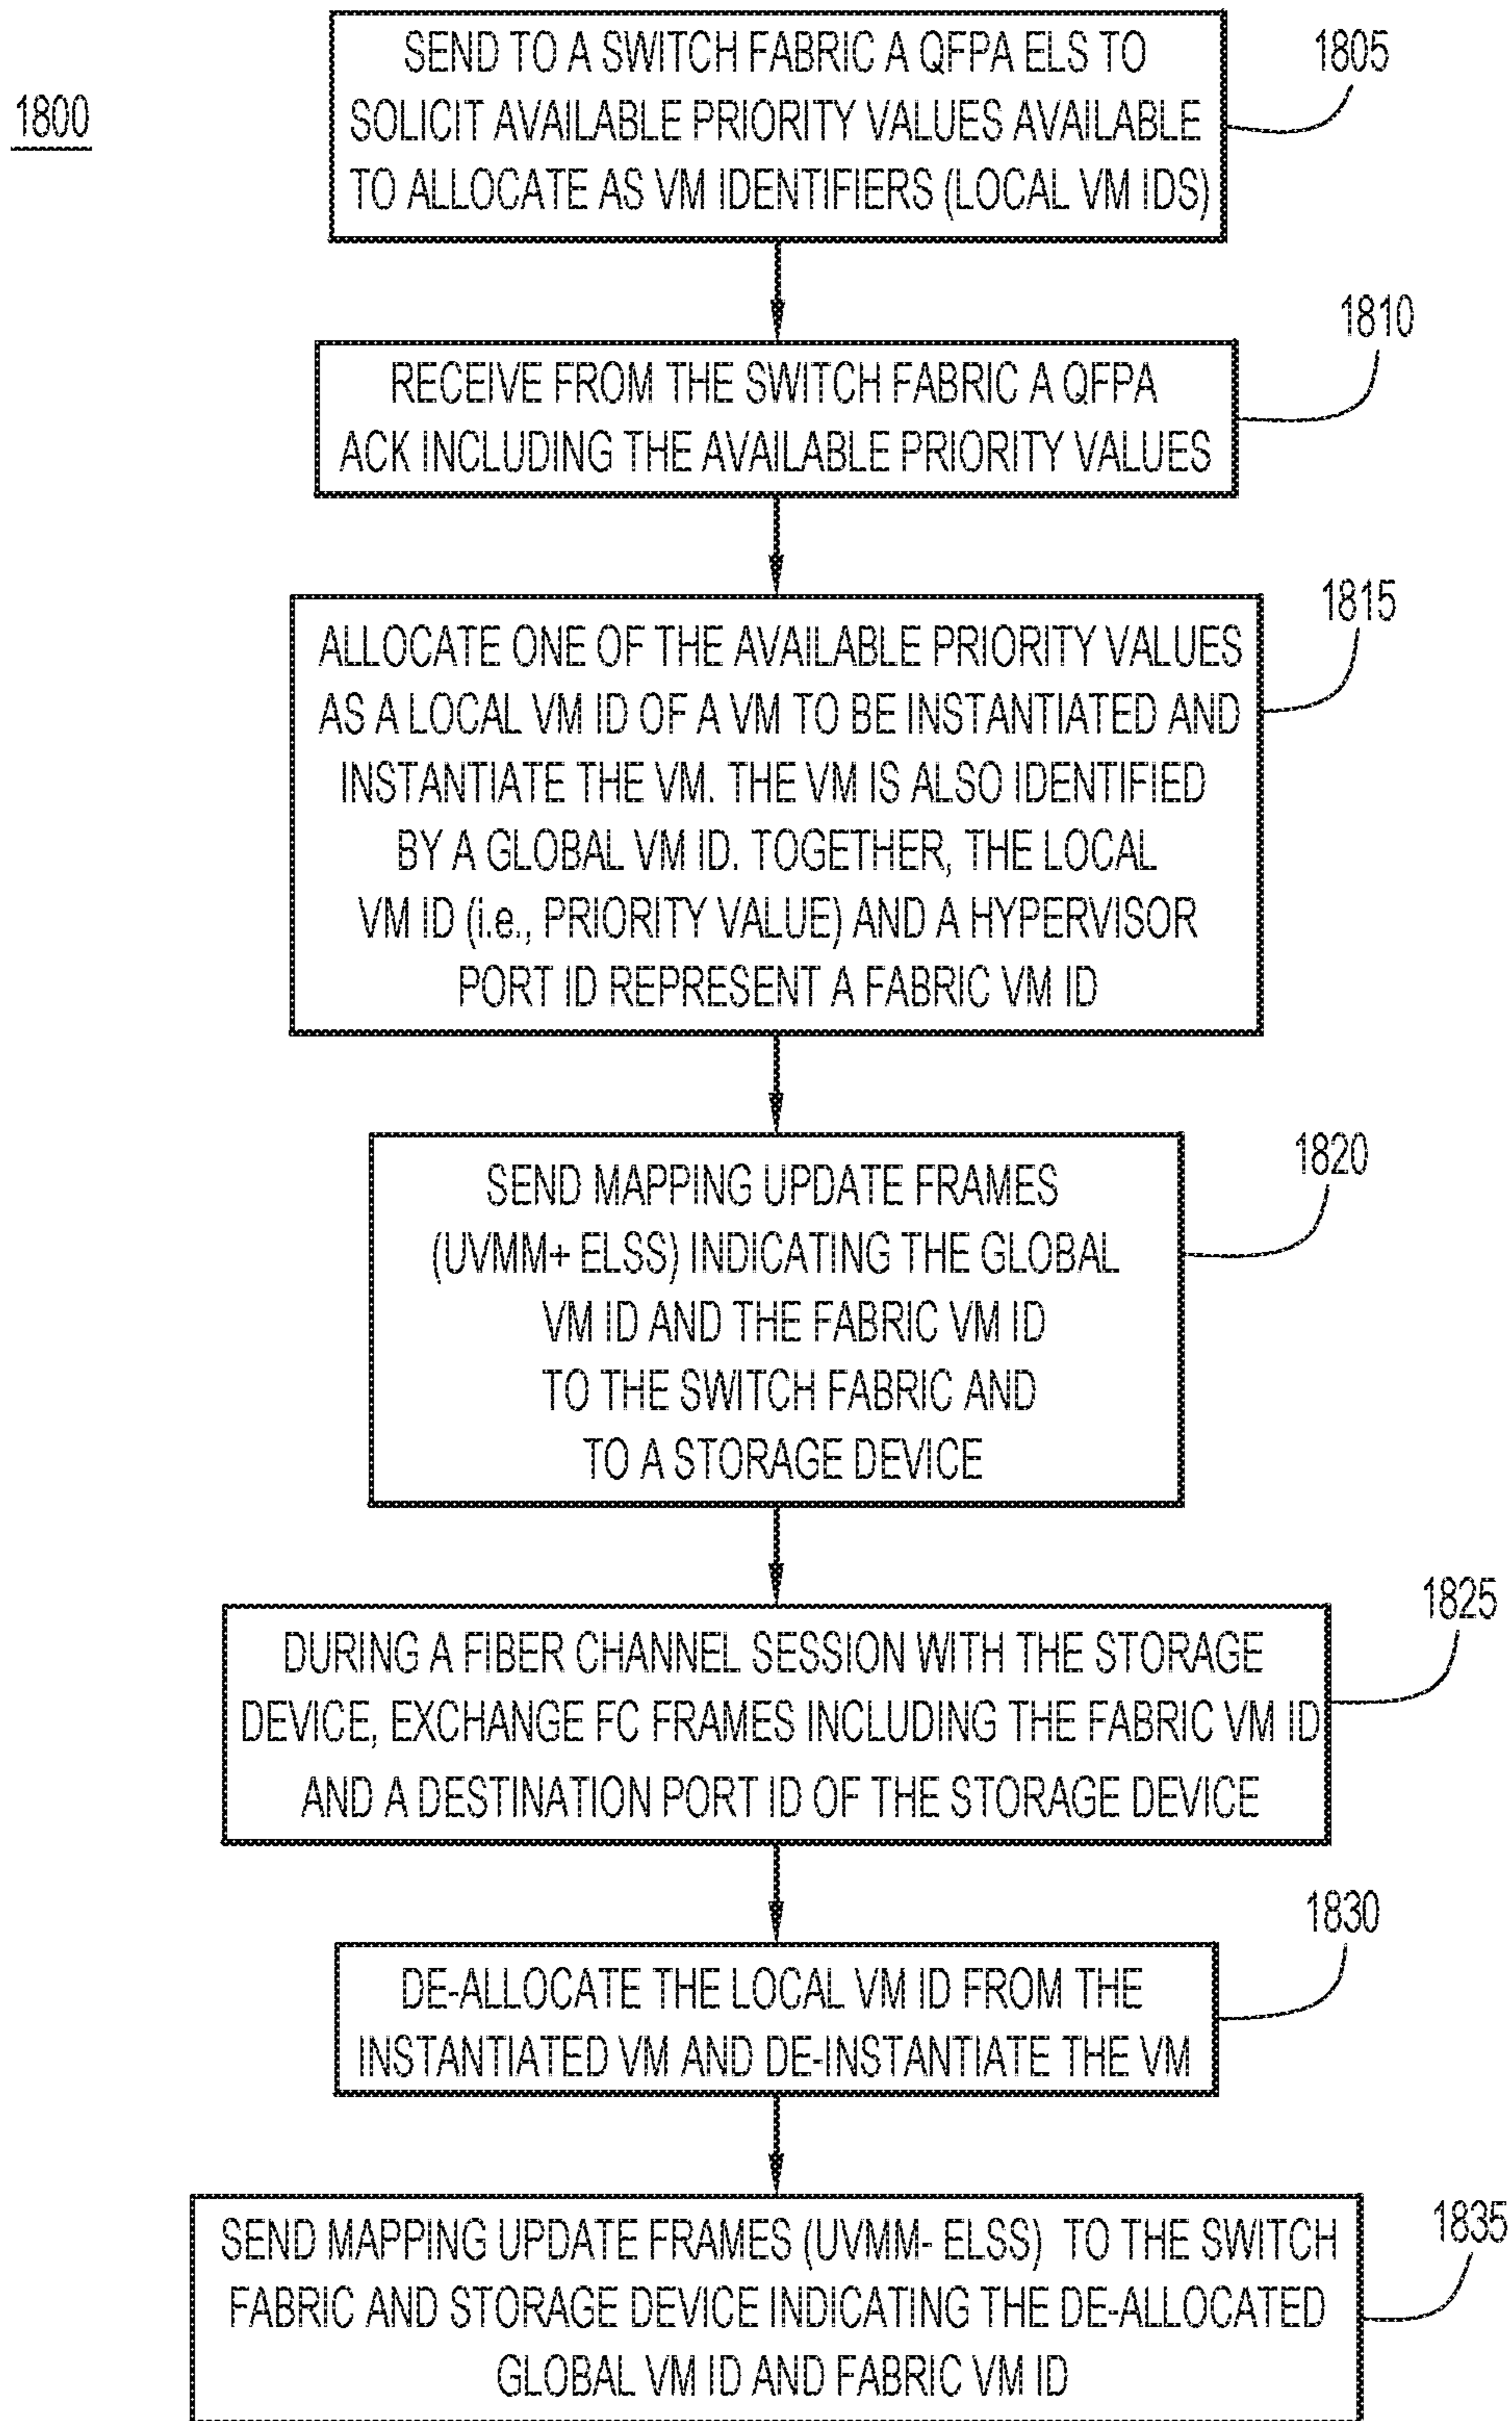 1800
SEND TO A SWITCH FABRIC A QFPA ELS TO
SOLICIT AVAILABLE PRIORITY VALUES AVAILABLE
TO ALLOCATE AS VM IDENTIFIERS (LOCAL VM IDS)
1805
RECEIVE FROM THE SWITCH FABRIC A QFPA
ACK INCLUDING THE AVAILABLE PRIORITY VALUES
1810
ALLOCATE ONE OF THE AVAILABLE PRIORITY VALUES
AS A LOCAL VM ID OF A VM TO BE INSTANTIATED AND
INSTANTIATE THE VM. THE VM IS ALSO IDENTIFIED
BY A GLOBAL VM ID. TOGETHER, THE LOCAL
VM ID (i.e., PRIORITY VALUE) AND A HYPERVISOR
PORT ID REPRESENT A FABRIC VM ID
1815
SEND MAPPING UPDATE FRAMES
(UVMM+ ELSS) INDICATING THE GLOBAL
VM ID AND THE FABRIC VM ID
TO THE SWITCH FABRIC AND
TO A STORAGE DEVICE
1820
DURING A FIBER CHANNEL SESSION WITH THE STORAGE
DEVICE, EXCHANGE FC FRAMES INCLUDING THE FABRIC VM ID
AND A DESTINATION PORT ID OF THE STORAGE DEVICE
1825
DE-ALLOCATE THE LOCAL VM ID FROM THE
INSTANTIATED VM AND DE-INSTANTIATE THE VM
1830
SEND MAPPING UPDATE FRAMES (UVMM- ELSS) TO THE SWITCH
FABRIC AND STORAGE DEVICE INDICATING THE DE-ALLOCATED
GLOBAL VM ID AND FABRIC VM ID
1835